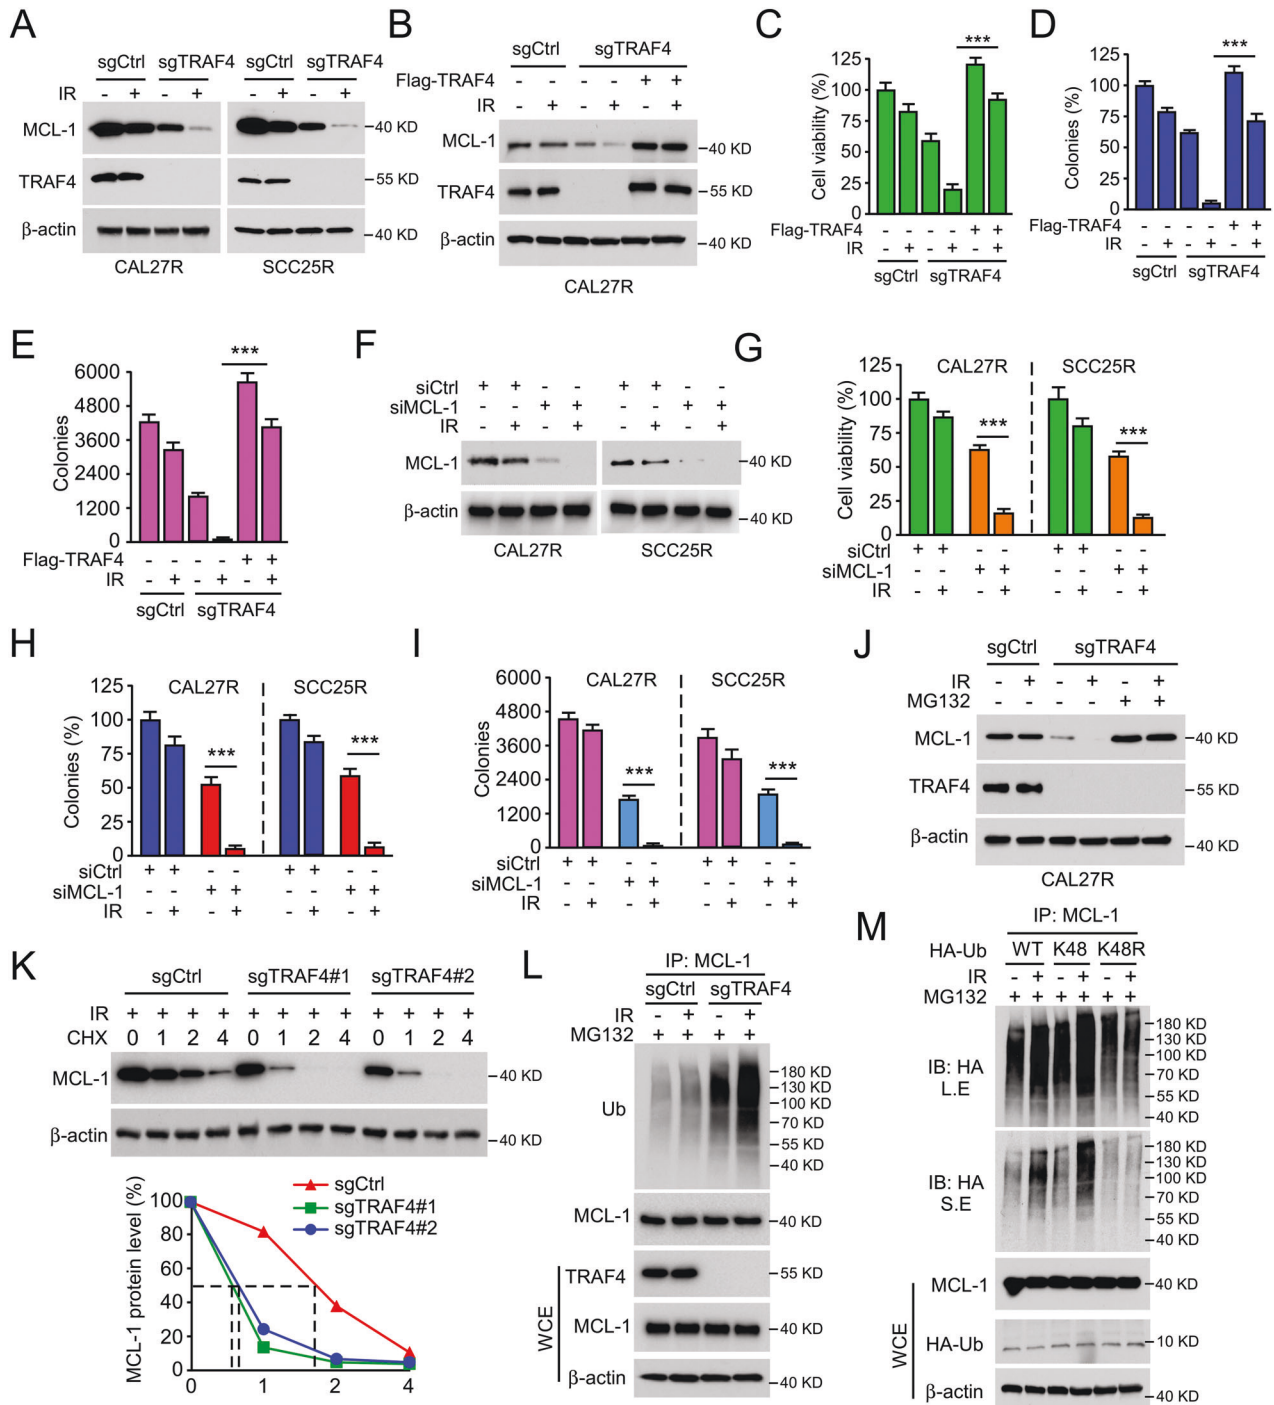 A
sgCtrl sgTRAF4 sgCtrl sgTRAF4
IR - + - + - + - +
MCL-1 40 KD
TRAF4 55 KD
β-actin 40 KD
CAL27R SCC25R
B
sgCtrl sgTRAF4
Flag-TRAF4 - - - - + +
IR - + - + - +
MCL-1 40 KD
TRAF4 55 KD
β-actin 40 KD
CAL27R
C
***
125
100
75
50
25
0
Cell viability (%)
Flag-TRAF4 - - - - + +
IR - + - + - +
sgCtrl sgTRAF4
D
***
125
100
75
50
25
0
Colonies (%)
Flag-TRAF4 - - - - + +
IR - + - + - +
sgCtrl sgTRAF4
E
***
6000
4800
3600
2400
1200
0
Colonies
Flag-TRAF4 - - - - + +
IR - + - + - +
sgCtrl sgTRAF4
F
siCtrl + + - - + + - -
siMCL-1 - - + + - - + +
IR - + - + - + - +
MCL-1 40 KD
β-actin 40 KD
CAL27R SCC25R
G
CAL27R SCC25R
*** ***
125
100
75
50
25
0
Cell viability (%)
siCtrl + + - - + + - -
siMCL-1 - - + + - - + +
IR - + - + - + - +
H
CAL27R SCC25R
*** ***
125
100
75
50
25
0
Colonies (%)
siCtrl + + - - + + - -
siMCL-1 - - + + - - + +
IR - + - + - + - +
I
CAL27R SCC25R
*** ***
6000
4800
3600
2400
1200
0
Colonies
siCtrl + + - - + + - -
siMCL-1 - - + + - - + +
IR - + - + - + - +
J
sgCtrl sgTRAF4
IR - + - + - +
MG132 - - - - + +
MCL-1 40 KD
TRAF4 55 KD
β-actin 40 KD
CAL27R
K
sgCtrl sgTRAF4#1 sgTRAF4#2
IR + + + + + + + + + + + +
CHX 0 1 2 4 0 1 2 4 0 1 2 4
MCL-1 40 KD
β-actin 40 KD
sgCtrl
sgTRAF4#1
sgTRAF4#2
100
80
60
40
20
0
MCL-1 protein level (%)
0 1 2 4
L
IP: MCL-1
sgCtrl sgTRAF4
IR - + - +
MG132 + + + +
Ub
180 KD
130 KD
100 KD
70 KD
55 KD
40 KD
MCL-1 40 KD
TRAF4 55 KD
MCL-1 40 KD
β-actin 40 KD
WCE
M
IP: MCL-1
HA-Ub WT K48 K48R
IR - + - + - +
MG132 + + + + + +
IB: HA
L.E
180 KD
130 KD
100 KD
70 KD
55 KD
40 KD
IB: HA
S.E
180 KD
130 KD
100 KD
70 KD
55 KD
40 KD
MCL-1 40 KD
HA-Ub 10 KD
β-actin 40 KD
WCE